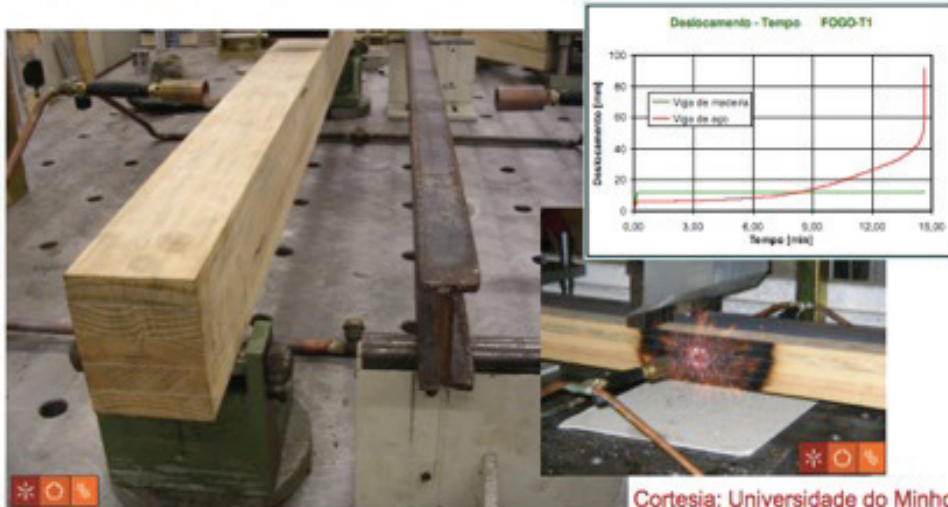 Deslocamento - Tempo FOGO-T1
Deslocamento [mm]
100
80
60
40
20
0
Viga de madeira
Viga de aço
0,00 3,00 6,00 9,00 12,00 15,00
Tempo [min]
Cortesia: Universidade do Minho